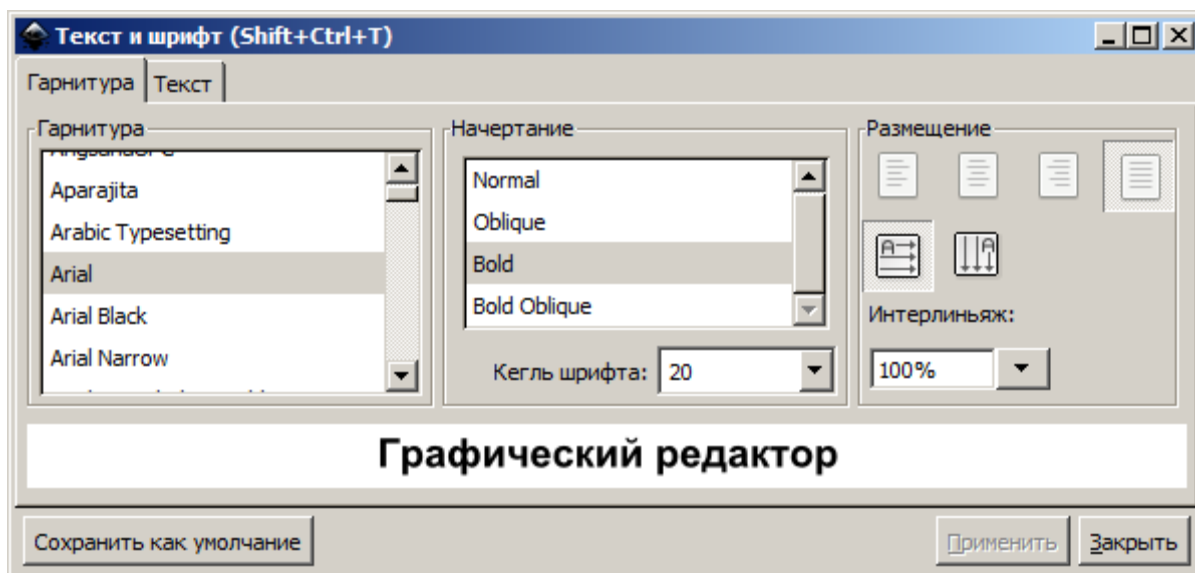 Текст и шрифт (Shift+Ctrl+T)
Гарнитура Текст
Гарнитура
Aparajita
Arabic Typesetting
Arial
Arial Black
Arial Narrow
Начертание
Normal
Oblique
Bold
Bold Oblique
Кегль шрифта: 20
Размещение
Интерлиньяж:
100%
Графический редактор
Сохранить как умолчание Применить Закрыть